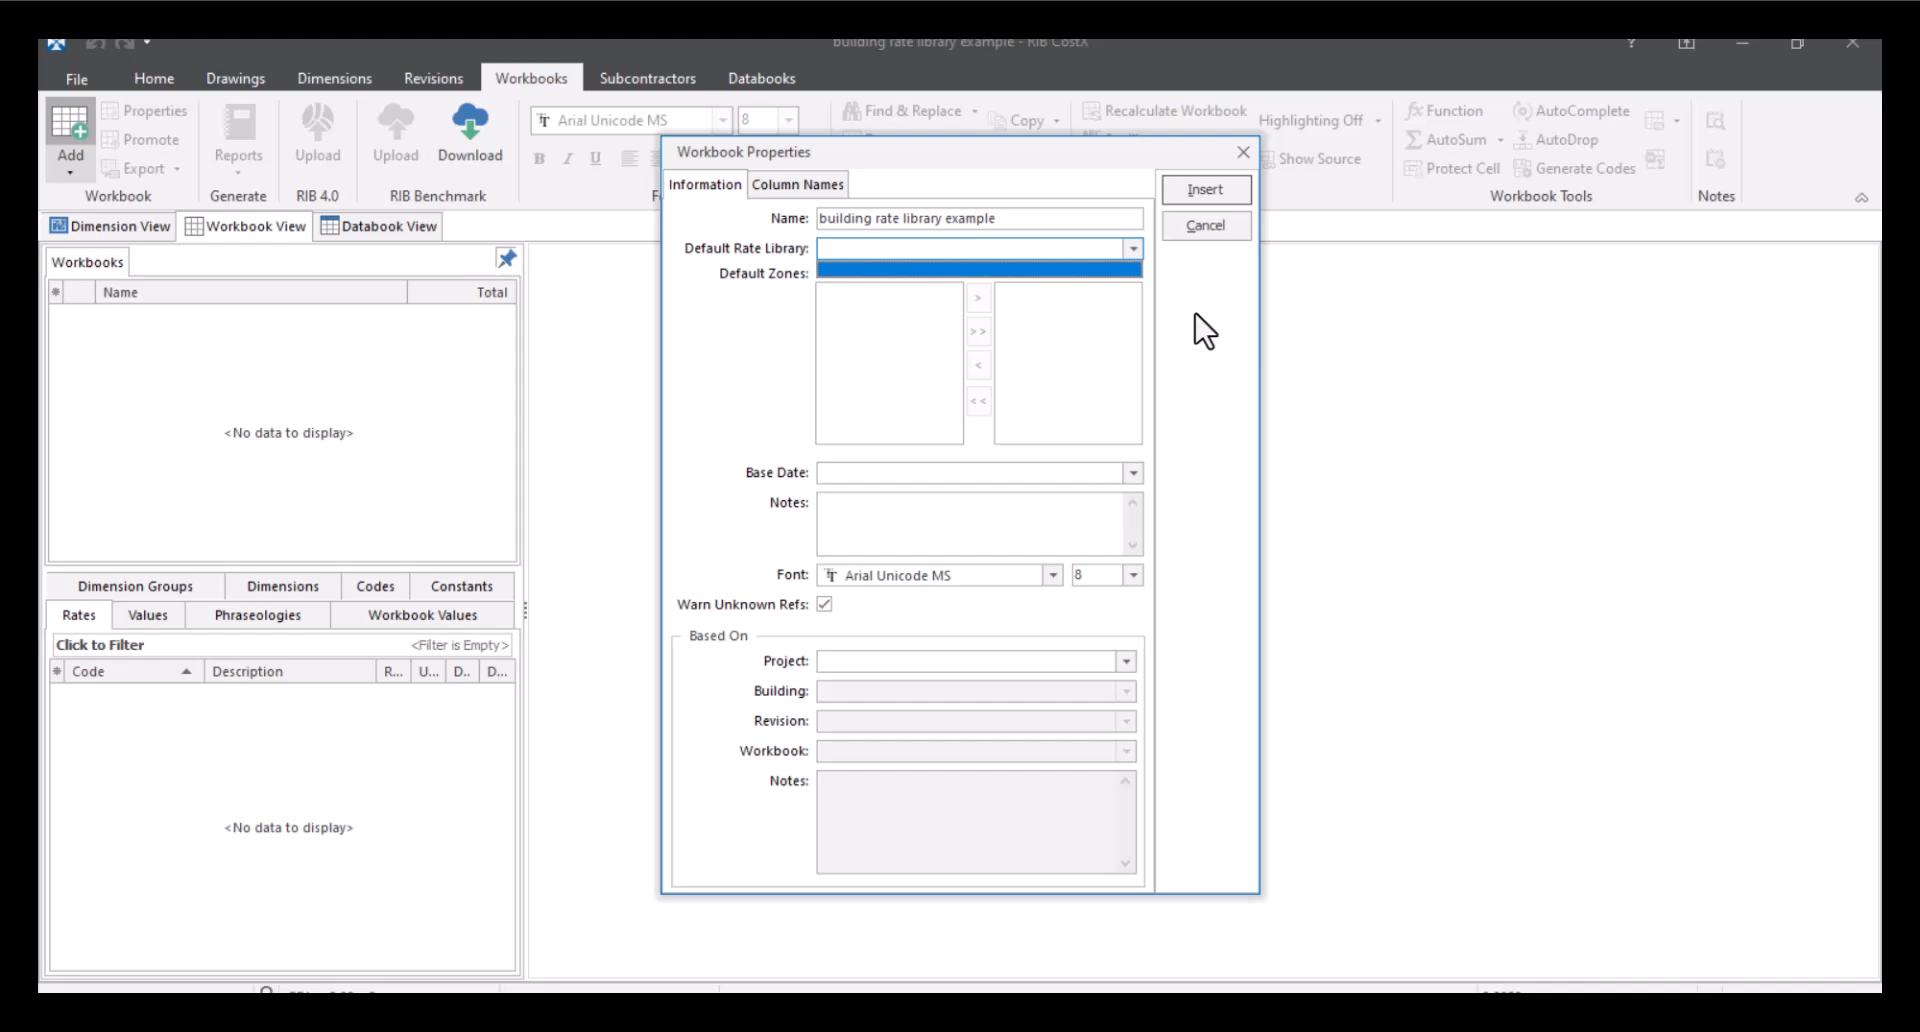 building rate library example - RIB CostX
File Home Drawings Dimensions Revisions Workbooks Subcontractors Databooks
Add
Properties
Promote
Export
Workbook
Reports
Generate
Upload
RIB 4.0
Upload
Download
RIB Benchmark
Arial Unicode MS 8
B I U
Find & Replace
Copy
Recalculate Workbook
Highlighting Off
Show Source
Function
AutoSum
Protect Cell
AutoComplete
AutoDrop
Generate Codes
Workbook Tools
Notes
Dimension View Workbook View Databook View
Workbooks
Name Total
<No data to display>
Dimension Groups Dimensions Codes Constants
Rates Values Phraseologies Workbook Values
Click to Filter <Filter is Empty>
Code Description R... U... D.. D...
<No data to display>
Workbook Properties
Information Column Names
Insert
Cancel
Name: building rate library example
Default Rate Library:
Default Zones:
>
>>
<
<<
Base Date:
Notes:
Font: Arial Unicode MS 8
Warn Unknown Refs:
Based On
Project:
Building:
Revision:
Workbook:
Notes: